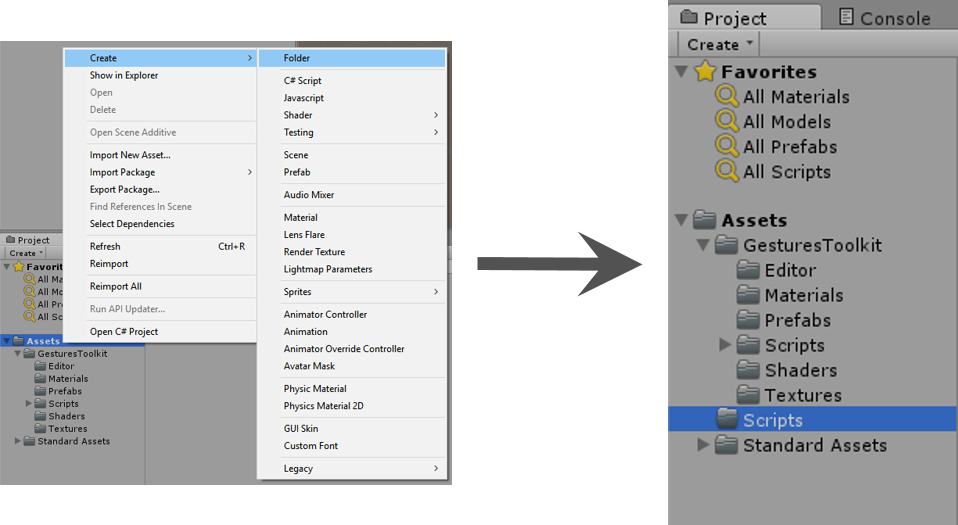 Create
Show in Explorer
Open
Delete
Open Scene Additive
Import New Asset...
Import Package
Export Package...
Find References In Scene
Select Dependencies
Refresh Ctrl+R
Reimport
Reimport All
Run API Updater...
Open C# Project
Folder
C# Script
Javascript
Shader
Testing
Scene
Prefab
Audio Mixer
Material
Lens Flare
Render Texture
Lightmap Parameters
Sprites
Animator Controller
Animation
Animator Override Controller
Avatar Mask
Physic Material
Physics Material 2D
GUI Skin
Custom Font
Legacy
Project
Create
Favorit
All Ma
All Mo
All Pr
All Sc
Assets
GesturesToolkit
Editor
Materials
Prefabs
Scripts
Shaders
Textures
Standard Assets
Project Console
Create
Favorites
All Materials
All Models
All Prefabs
All Scripts
Assets
GesturesToolkit
Editor
Materials
Prefabs
Scripts
Shaders
Textures
Scripts
Standard Assets